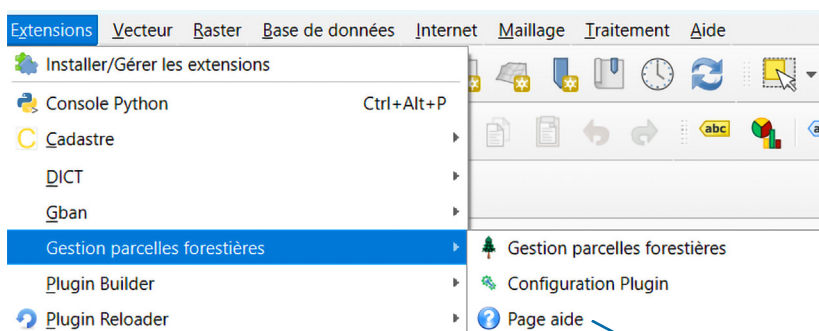 Extensions Vecteur Raster Base de données Internet Maillage Traitement Aide
Installer/Gérer les extensions
Console Python Ctrl+Alt+P
Cadastre
abc
DICT
Gban
Gestion parcelles forestières
Gestion parcelles forestières
Plugin Builder
Configuration Plugin
Plugin Reloader
Page aide